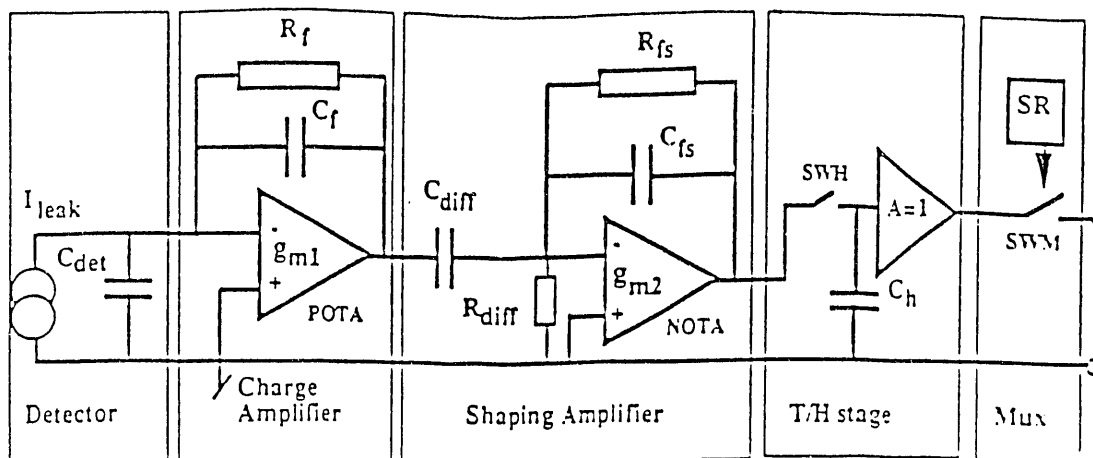 R_f
C_f
I_leak
C_det
-
g_m1
+
POTA
Charge
Amplifier
Detector
C_diff
R_diff
R_fs
C_fs
-
g_m2
+
NOTA
Shaping Amplifier
SWH
A=1
C_h
T/H stage
SR
SWM
Mux